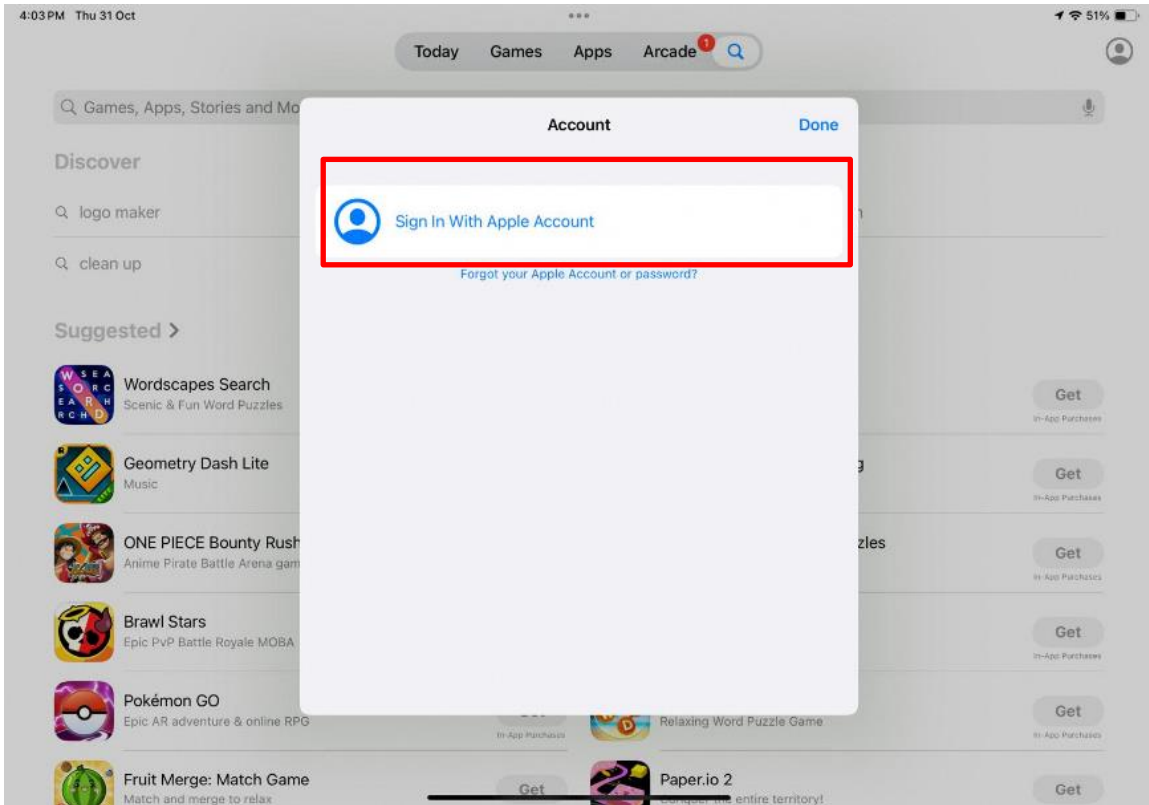 4:03 PM Thu 31 Oct
51%
Today Games Apps Arcade 1
Games, Apps, Stories and Mo
Account Done
Discover
Sign In With Apple Account
logo maker
clean up
Forgot your Apple Account or password?
Suggested >
WSEA
SORC
EARH
RCHD
Wordscapes Search
Scenic & Fun Word Puzzles
Get
In-App Purchases
Geometry Dash Lite
Music
g
Get
In-App Purchases
ONE PIECE Bounty Rush
Anime Pirate Battle Arena gam
zles
Get
In-App Purchases
Brawl Stars
Epic PvP Battle Royale MOBA
Get
In-App Purchases
Pokémon GO
Epic AR adventure & online RPG
In-App Purchases
Relaxing Word Puzzle Game
Get
In-App Purchases
Fruit Merge: Match Game
Match and merge to relax
Get
Paper.io 2
entire territory!
Get